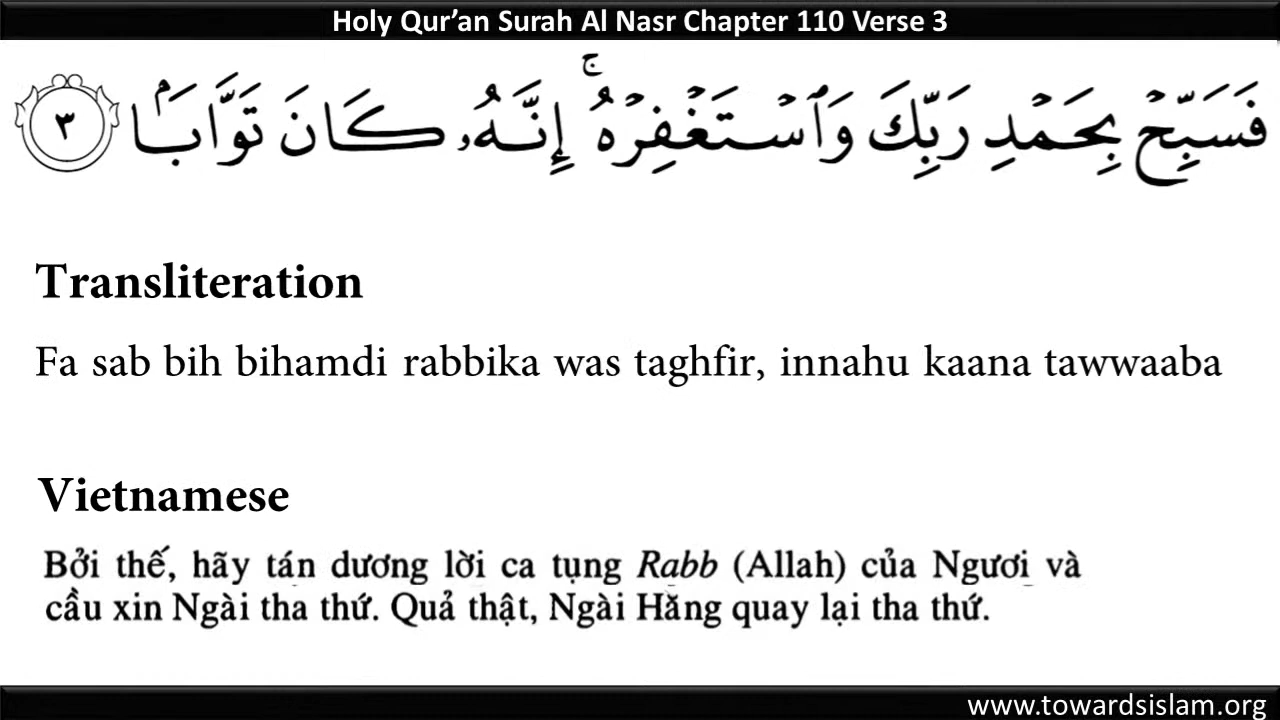 Holy Qur’an Surah Al Nasr Chapter 110 Verse 3
فَسَبِّحۡ بِحَمۡدِ رَبِّكَ وَٱسۡتَغۡفِرۡهُۚ إِنَّهُۥ كَانَ تَوَّابَۢا ٣
Transliteration
Fa sab bih bihamdi rabbika was taghfir, innahu kaana tawwaaba
Vietnamese
Bởi thế, hãy tán dương lời ca tụng Rabb (Allah) của Ngươi và
cầu xin Ngài tha thứ. Quả thật, Ngài Hằng quay lại tha thứ.
www.towardsislam.org